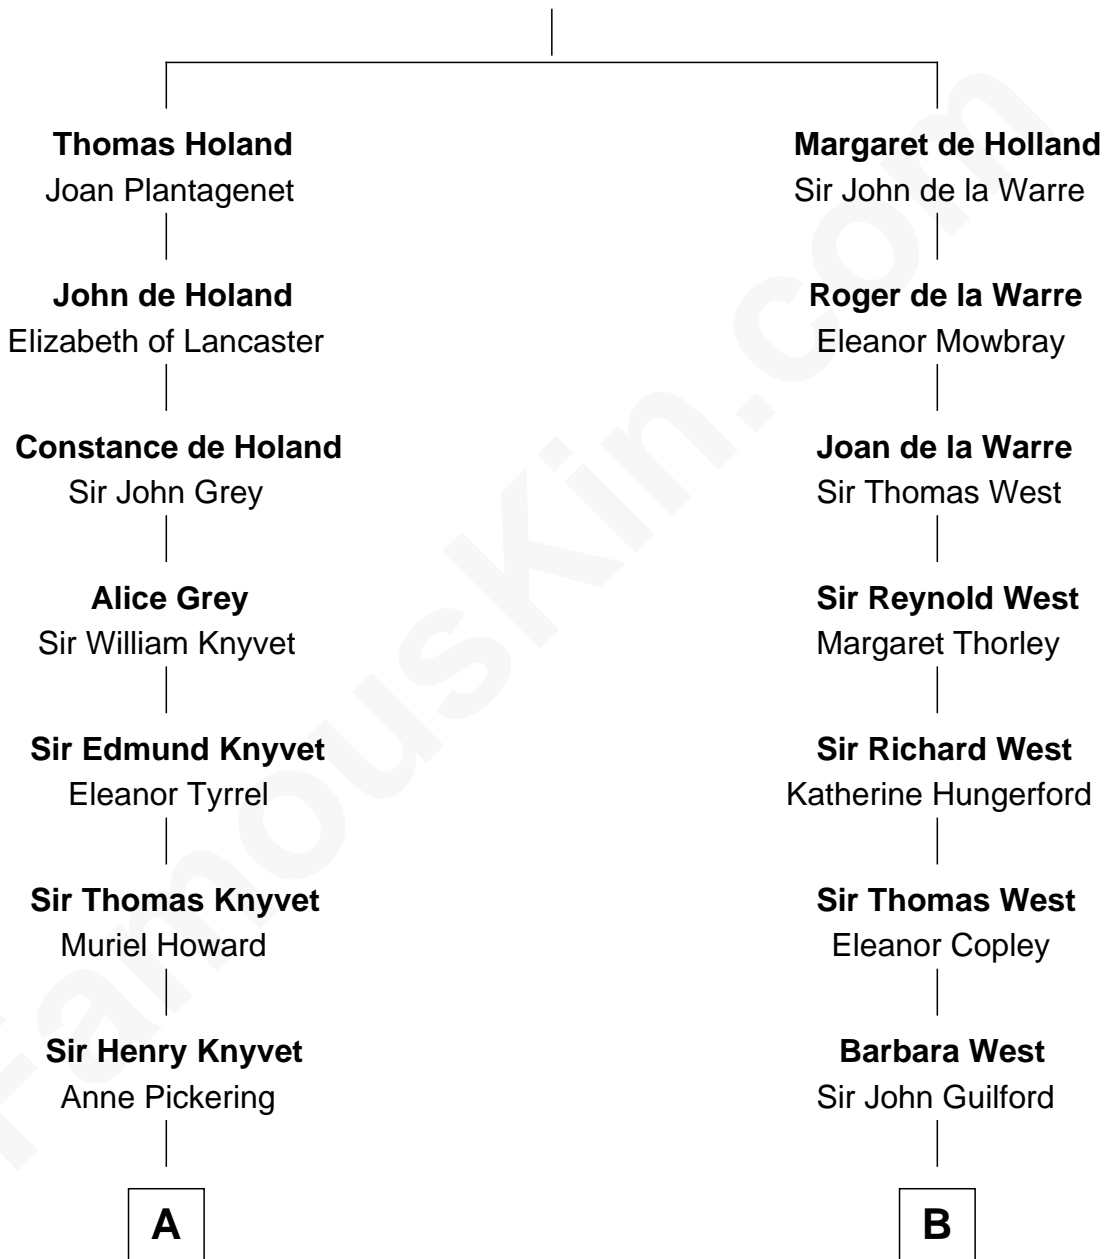 Thomas Holand
Joan Plantagenet
John de Holand
Elizabeth of Lancaster
Constance de Holand
Sir John Grey
Alice Grey
Sir William Knyvet
Sir Edmund Knyvet
Eleanor Tyrrel
Sir Thomas Knyvet
Muriel Howard
Sir Henry Knyvet
Anne Pickering
A
Margaret de Holland
Sir John de la Warre
Roger de la Warre
Eleanor Mowbray
Joan de la Warre
Sir Thomas West
Sir Reynold West
Margaret Thorley
Sir Richard West
Katherine Hungerford
Sir Thomas West
Eleanor Copley
Barbara West
Sir John Guilford
B
FamousKin.com